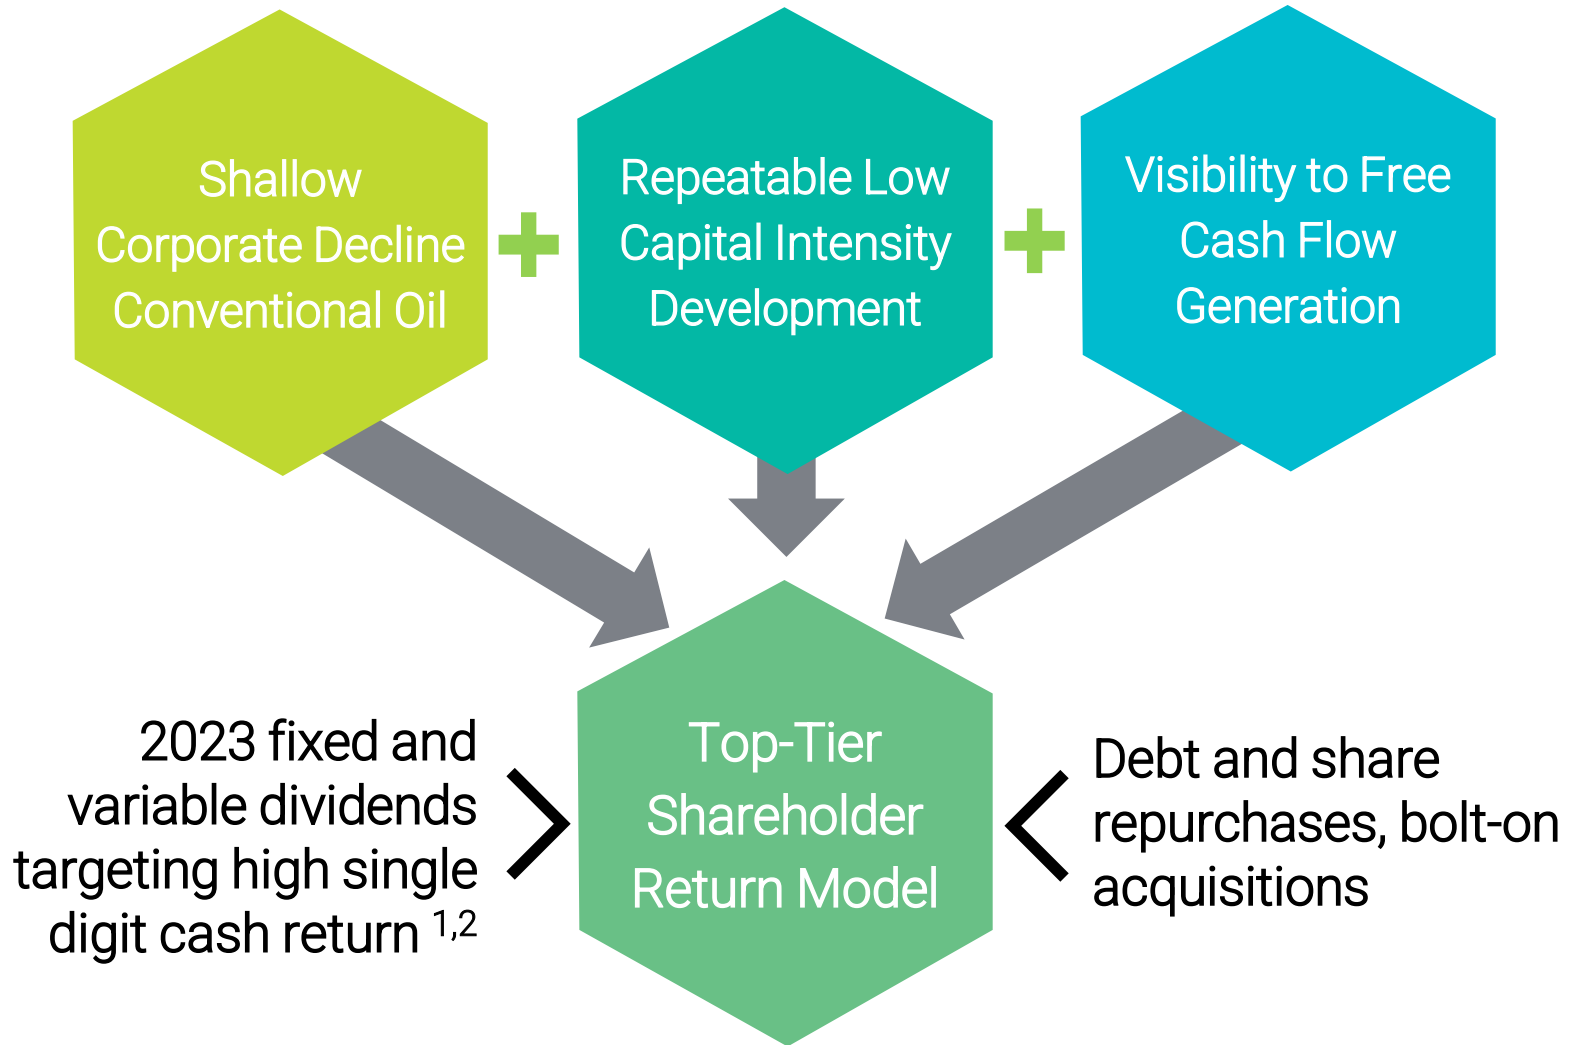 Shallow
Corporate Decline
Conventional Oil
Repeatable Low
Capital Intensity
Development
Visibility to Free
Cash Flow
Generation
2023 fixed and
variable dividends
targeting high single
digit cash return 1,2
Top-Tier
Shareholder
Return Model
Debt and share
repurchases, bolt-on
acquisitions